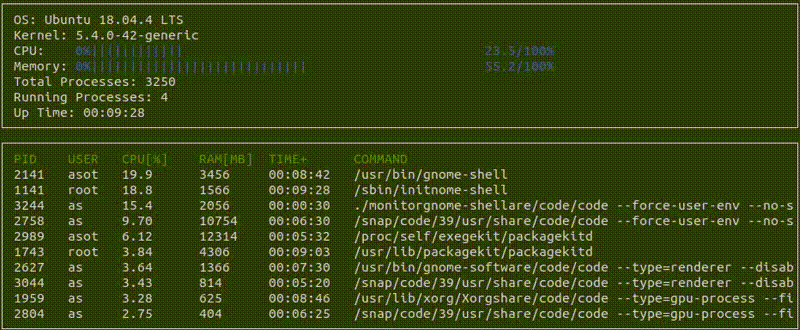 OS: Ubuntu 18.04.4 LTS
Kernel: 5.4.0-42-generic
CPU: 0%|||||||||||| 23.5/100%
Memory: 0%|||||||||||||||||||||||||||| 55.2/100%
Total Processes: 3250
Running Processes: 4
Up Time: 00:09:28
PID USER CPU[%] RAM[MB] TIME+ COMMAND
2141 asot 19.9 3456 00:08:42 /usr/bin/gnome-shell
1141 root 18.8 1566 00:09:28 /sbin/initnome-shell
3244 as 15.4 2056 00:00:30 ./monitorgnome-shellare/code/code --force-user-env --no-s
2758 as 9.70 10754 00:06:30 /snap/code/39/usr/share/code/code --force-user-env --no-s
2989 asot 6.12 12314 00:05:32 /proc/self/exegekit/packagekitd
1743 root 3.84 4306 00:09:03 /usr/lib/packagekit/packagekitd
2627 as 3.64 1366 00:07:30 /usr/bin/gnome-software/code/code --type=renderer --disab
3044 as 3.43 814 00:05:20 /snap/code/39/usr/share/code/code --type=renderer --disab
1959 as 3.28 625 00:08:46 /usr/lib/xorg/Xorgshare/code/code --type=gpu-process --fi
2804 as 2.75 404 00:06:25 /snap/code/39/usr/share/code/code --type=gpu-process --fi